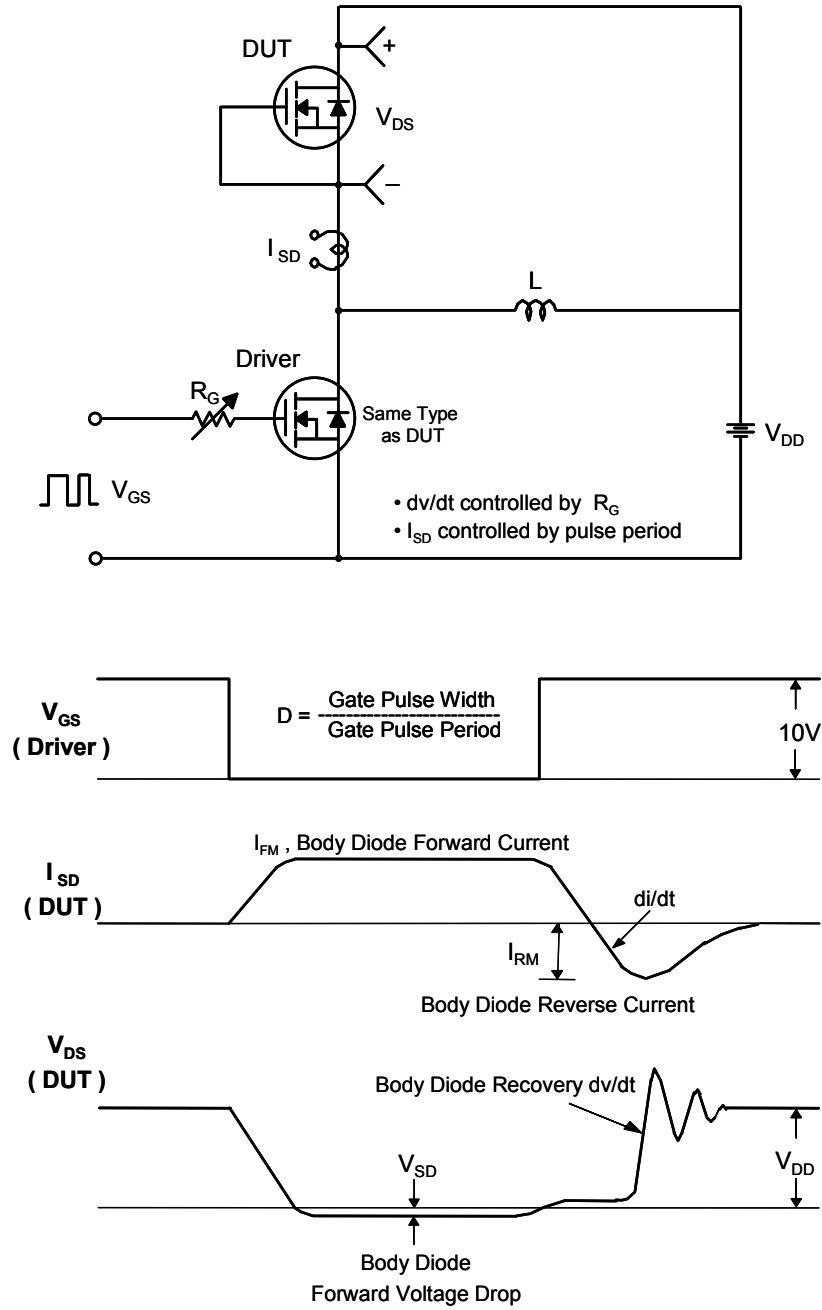 DUT
+
V_DS
–
I_SD
L
Driver
R_G
Same Type
as DUT
V_DD
V_GS
• dv/dt controlled by R_G
• I_SD controlled by pulse period
V_GS
( Driver )
D = Gate Pulse Width
Gate Pulse Period
10V
I_FM , Body Diode Forward Current
I_SD
( DUT )
di/dt
I_RM
Body Diode Reverse Current
V_DS
( DUT )
Body Diode Recovery dv/dt
V_SD
V_DD
Body Diode
Forward Voltage Drop